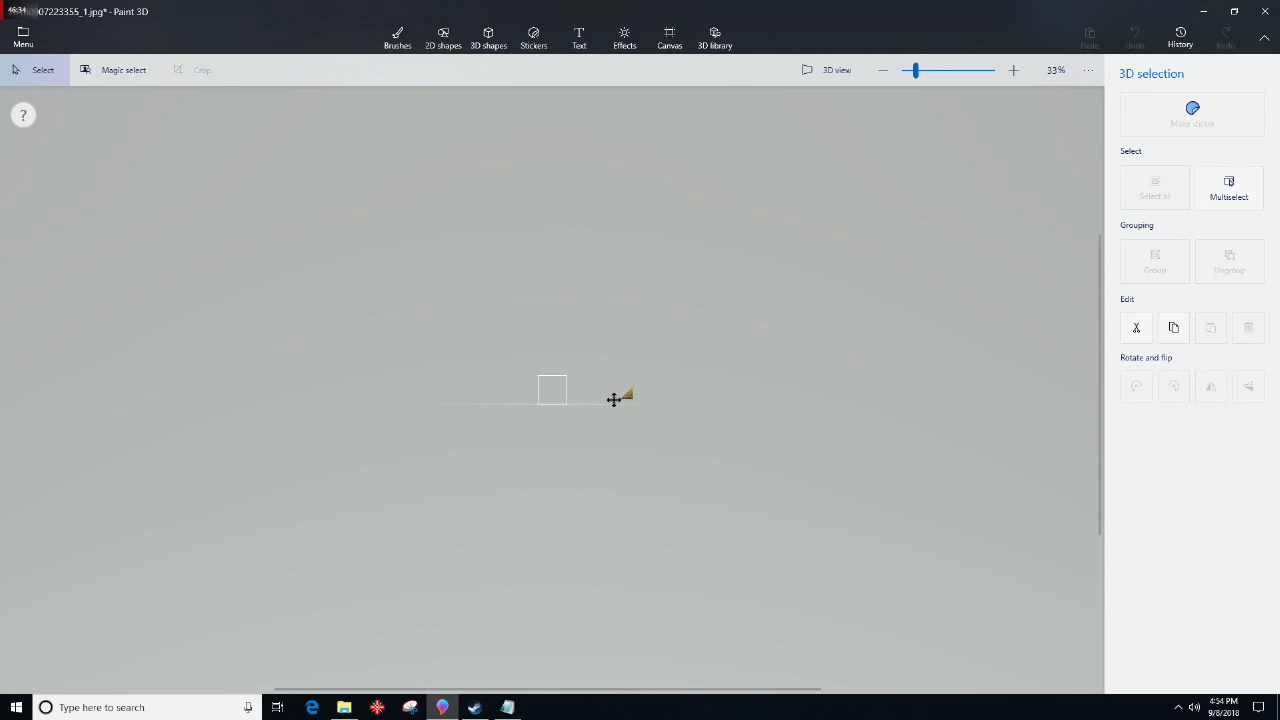 46:34
07223355_1.jpg* - Paint 3D
Menu
Brushes
2D shapes
3D shapes
Stickers
Text
Effects
Canvas
3D library
Paste
Undo
History
Redo
Select
Magic select
Crop
3D view
33%
?
3D selection
Make sticker
Select
Select all
Multiselect
Grouping
Group
Ungroup
Edit
Rotate and flip
Type here to search
4:54 PM
9/8/2018